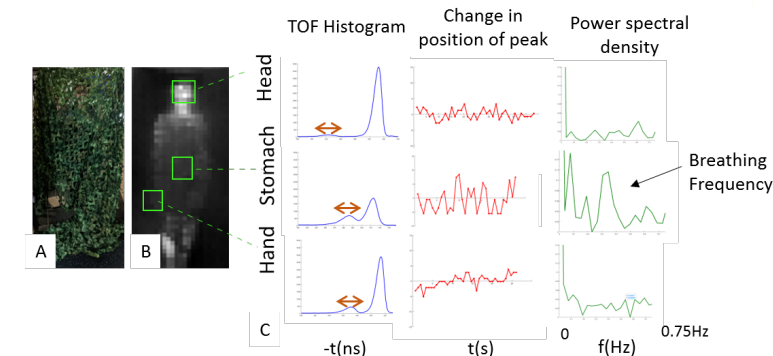 TOF Histogram
Change in
position of peak
Power spectral
density
Head
Stomach
Hand
Breathing
Frequency
A
B
C
-t(ns)
t(s)
0
0.75Hz
f(Hz)